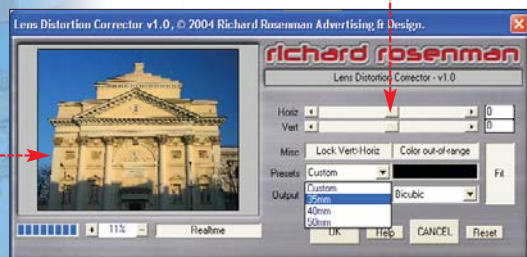 Lens Distortion Corrector v1.0, © 2004 Richard Rosenman Advertising & Design.
richard rosenman
Lens Distortion Corrector - v1.0
Horiz 0
Vert 0
Misc Lock Vert>Horiz Color out-of-range
Presets Custom Fit
Custom
Output 35mm Bicubic
40mm
50mm
+ 11% - Realtime OK Help CANCEL Reset